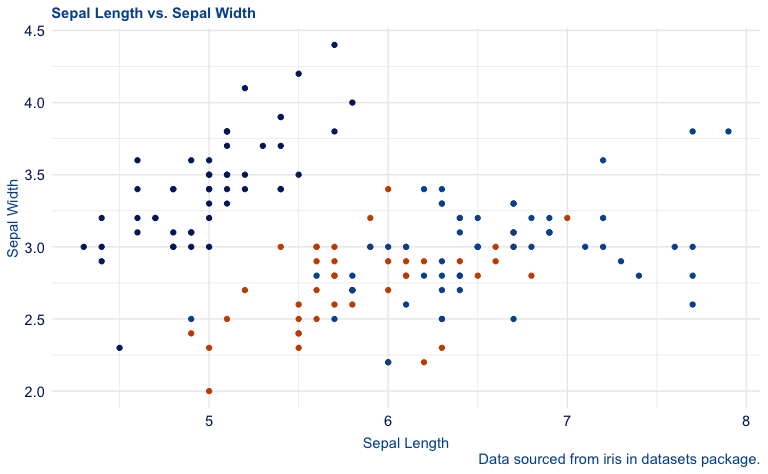 Sepal Length vs. Sepal Width
4.5
4.0
3.5
3.0
2.5
2.0
Sepal Width
5 6 7 8
Sepal Length
Data sourced from iris in datasets package.